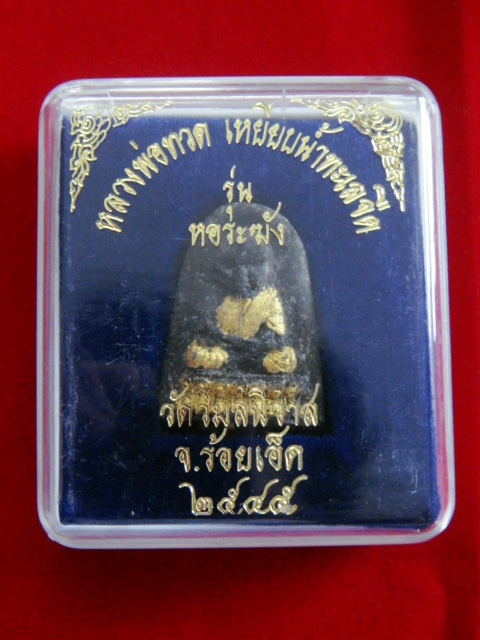 หลวงพ่อทวด เหยียบน้ำทะเลจืด
รุ่น
หอระฆัง
วัดวิมลนิวาส
จ.ร้อยเอ็ด
๒๕๔๕